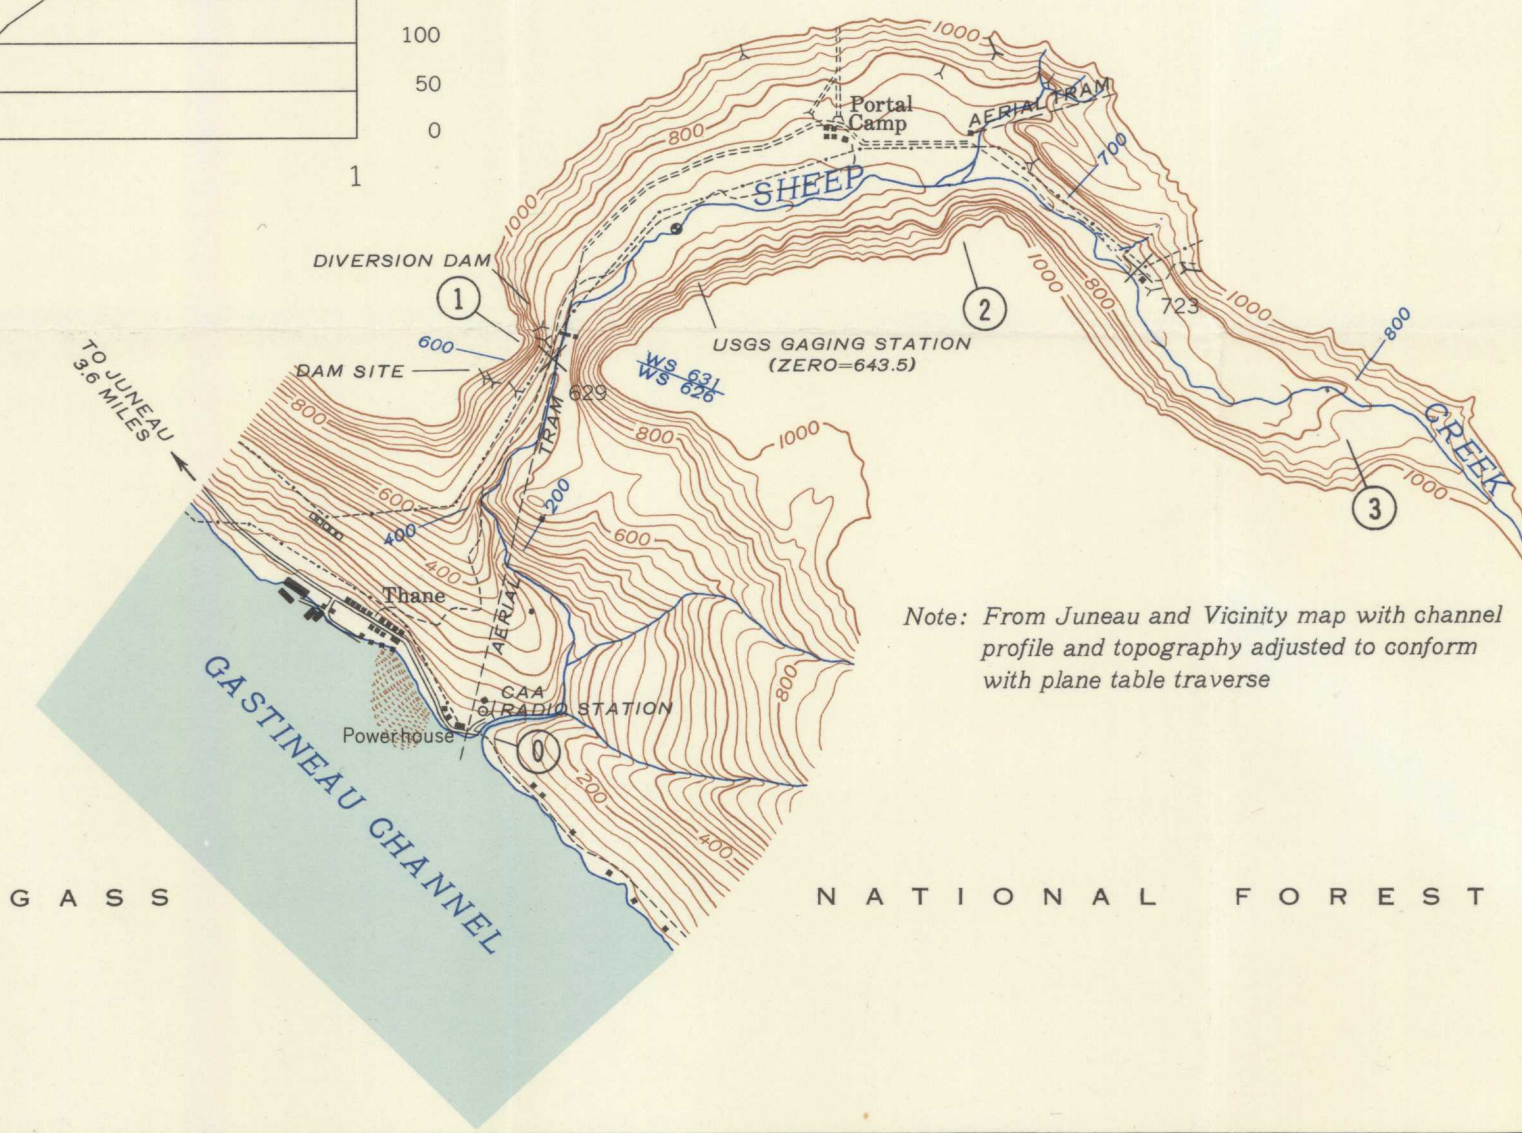 100
50
0
1
1000
Portal
Camp
AERIAL TRAM
800
700
SHEEP
1000
DIVERSION DAM
1
2
1000
800
723
1000
600
USGS GAGING STATION
(ZERO=643.5)
800
TO JUNEAU
3.6 MILES
DAM SITE
WS 631
WS 626
629
800
TRAM
800
1000
CREEK
1000
3
600
200
400
600
400
Thane
AERIAL
Note: From Juneau and Vicinity map with channel
profile and topography adjusted to conform
with plane table traverse
800
GASTINEAU CHANNEL
CAA
RADIO STATION
Powerhouse
0
200
400
GASS
NATIONAL FOREST